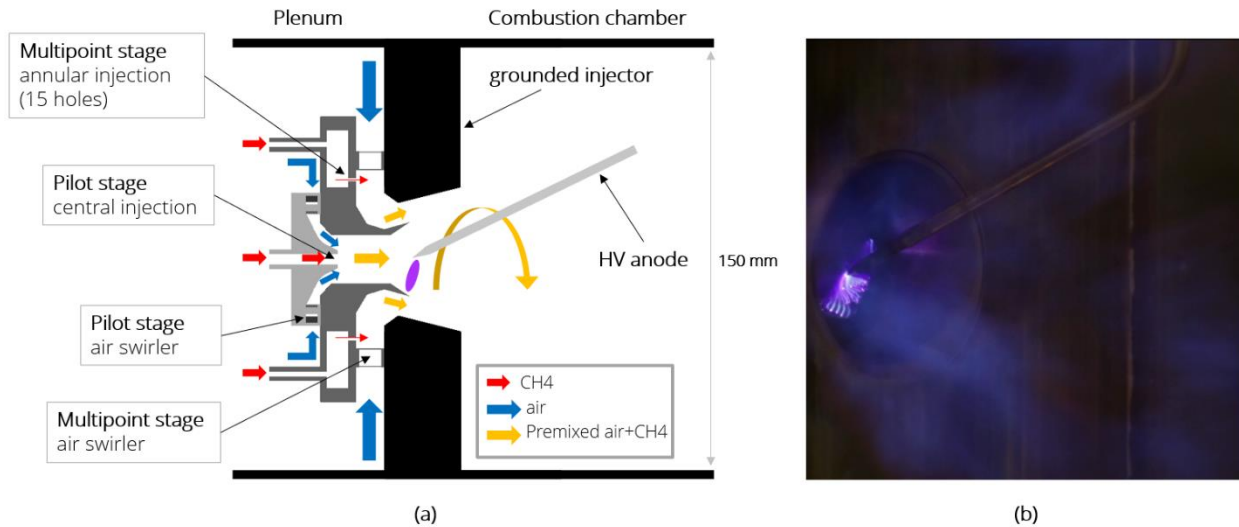 Plenum
Combustion chamber
Multipoint stage
annular injection
(15 holes)
grounded injector
Pilot stage
central injection
HV anode
150 mm
Pilot stage
air swirler
CH4
air
Premixed air+CH4
Multipoint stage
air swirler
(a)
(b)